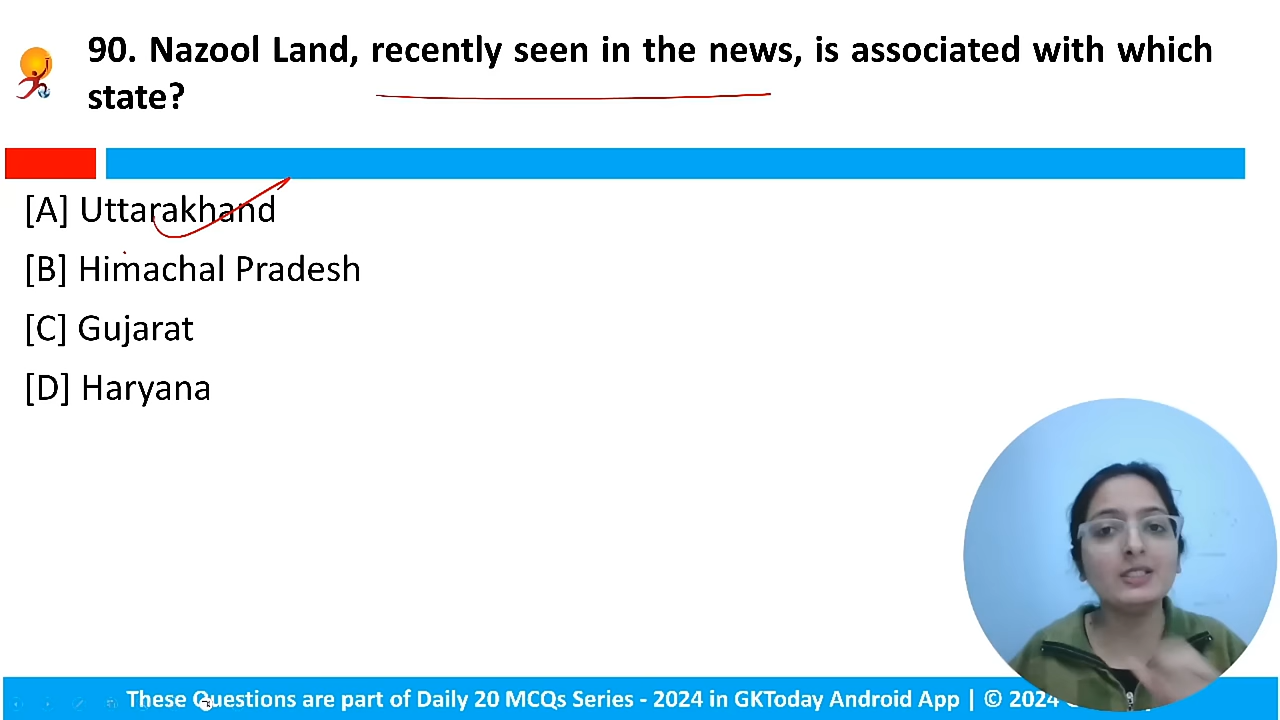 90. Nazool Land, recently seen in the news, is associated with which
state?
[A] Uttarakhand
[B] Himachal Pradesh
[C] Gujarat
[D] Haryana
These Questions are part of Daily 20 MCQs Series - 2024 in GKToday Android App | © 2024